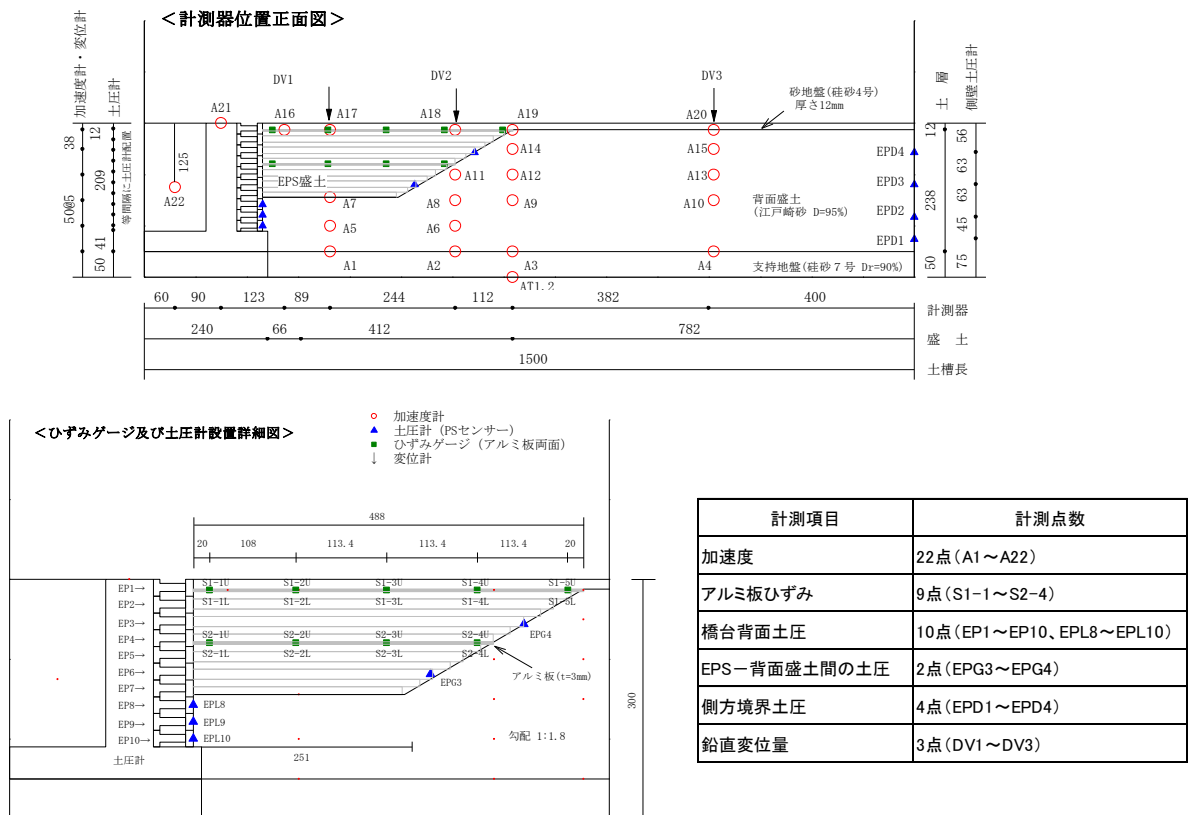 ＜計測器位置正面図＞
加速度計・変位計
土圧計
DV1
DV2
DV3
砂地盤(硅砂4号)
厚さ12mm
土　層
側壁土圧計
A21
A16
A17
A18
A19
A20
38
12
125
209
等間隔に土圧計配置
50@5
41
50
A22
EPS盛土
A14
A15
A11
A12
A13
A7
A8
A9
A10
A5
A6
背面盛土
(江戸崎砂 D=95%)
EPD4
EPD3
EPD2
EPD1
12
238
50
56
63
63
45
75
A1
A2
A3
A4
支持地盤(硅砂７号 Dr=90%)
AT1,2
60
90
123
89
244
112
382
400
計測器
240
66
412
782
盛　土
1500
土槽長
＜ひずみゲージ及び土圧計設置詳細図＞
加速度計
土圧計（PSセンサー）
ひずみゲージ（アルミ板両面）
変位計
488
20
108
113.4
113.4
113.4
20
EP1→
EP2→
EP3→
EP4→
EP5→
EP6→
EP7→
EP8→
EP9→
EP10→
土圧計
S1-1U
S1-2U
S1-3U
S1-4U
S1-5U
S1-1L
S1-2L
S1-3L
S1-4L
S1-5L
S2-1U
S2-2U
S2-3U
S2-4U
S2-1L
S2-2L
S2-3L
S2-4L
EPG4
EPG3
アルミ板(t=3mm)
EPL8
EPL9
EPL10
勾配 1:1.8
251
300
計測項目
計測点数
加速度
22点(A1～A22)
アルミ板ひずみ
9点(S1-1～S2-4)
橋台背面土圧
10点(EP1～EP10、EPL8～EPL10)
EPS－背面盛土間の土圧
2点(EPG3～EPG4)
側方境界土圧
4点(EPD1～EPD4)
鉛直変位量
3点(DV1～DV3)